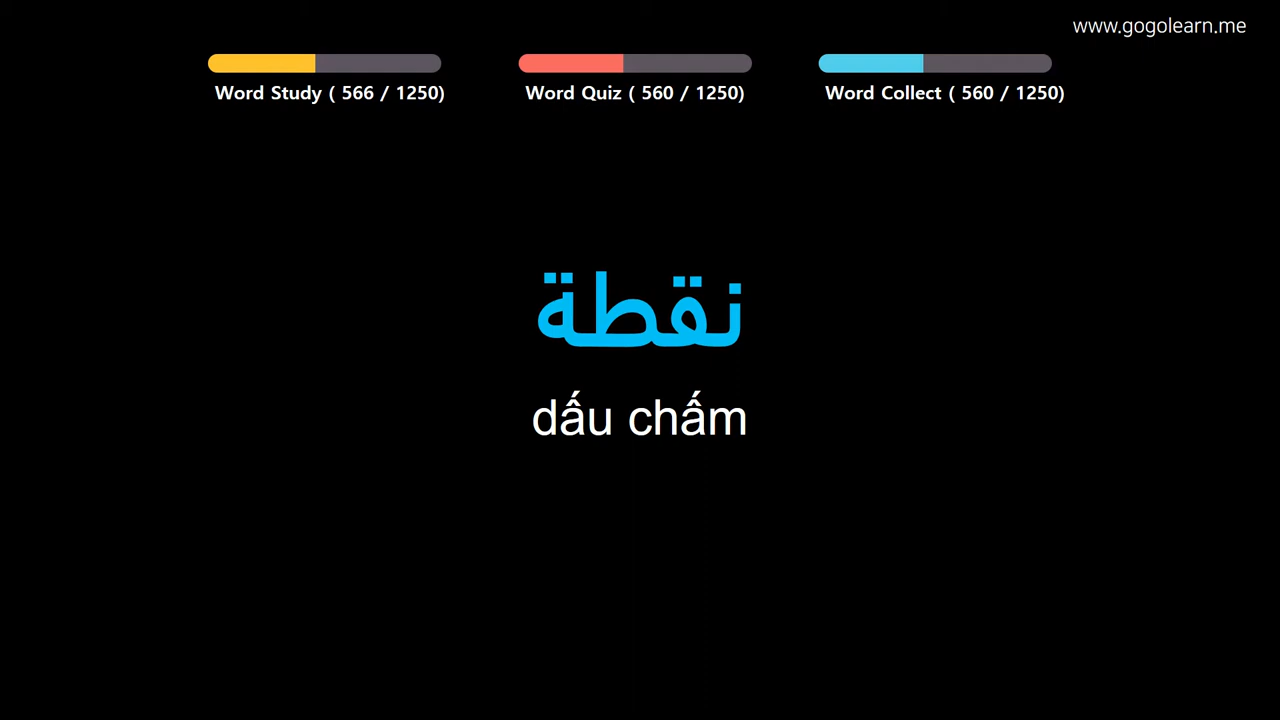 www.gogolearn.me
Word Study ( 566 / 1250)
Word Quiz ( 560 / 1250)
Word Collect ( 560 / 1250)
نقطة
dấu chấm